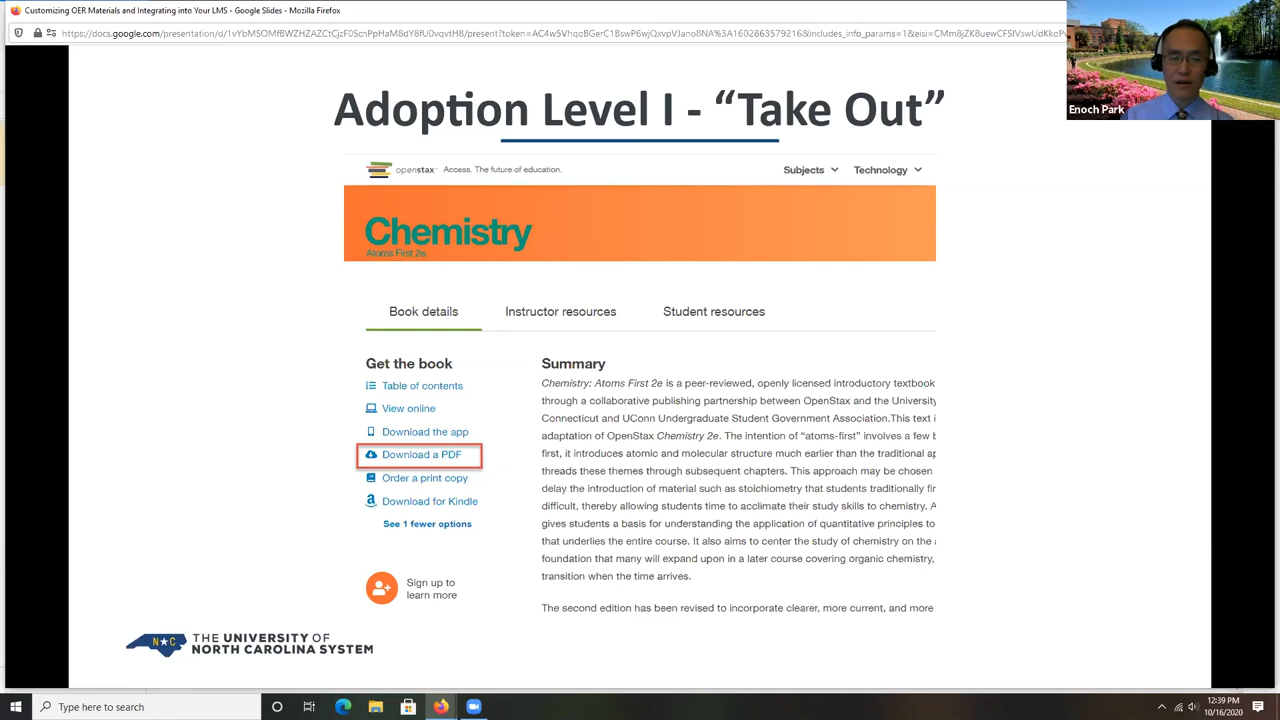 Customizing OER Materials and Integrating into Your LMS - Google Slides - Mozilla Firefox
Enoch Park
Adoption Level I - “Take Out”
openstax Access. The future of education.
Subjects Technology
Chemistry
Atoms First 2e.
Book details Instructor resources Student resources
Get the book
Table of contents
View online
Download the app
Download a PDF
Order a print copy
Download for Kindle
See 1 fewer options
Sign up to
learn more
Summary
Chemistry: Atoms First 2e is a peer-reviewed, openly licensed introductory textbook
through a collaborative publishing partnership between OpenStax and the University
Connecticut and UConn Undergraduate Student Government Association.This text i
adaptation of OpenStax Chemistry 2e. The intention of “atoms-first” involves a few b
first, it introduces atomic and molecular structure much earlier than the traditional ap
threads these themes through subsequent chapters. This approach may be chosen
delay the introduction of material such as stoichiometry that students traditionally fir
difficult, thereby allowing students time to acclimate their study skills to chemistry. A
gives students a basis for understanding the application of quantitative principles to
that underlies the entire course. It also aims to center the study of chemistry on the a
foundation that many will expand upon in a later course covering organic chemistry,
transition when the time arrives.
The second edition has been revised to incorporate clearer, more current, and more
N C
THE UNIVERSITY OF
NORTH CAROLINA SYSTEM
Type here to search
12:39 PM
10/16/2020